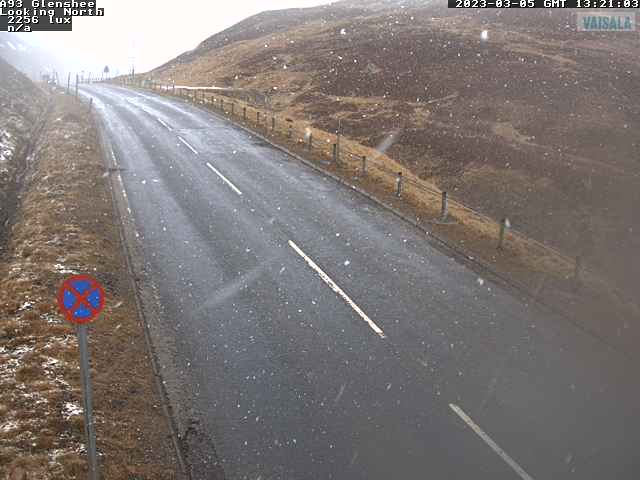 A93 Glenshee
Looking North
2256 lux
n/a
2023-03-05 GMT 13:21:03
VAISALA